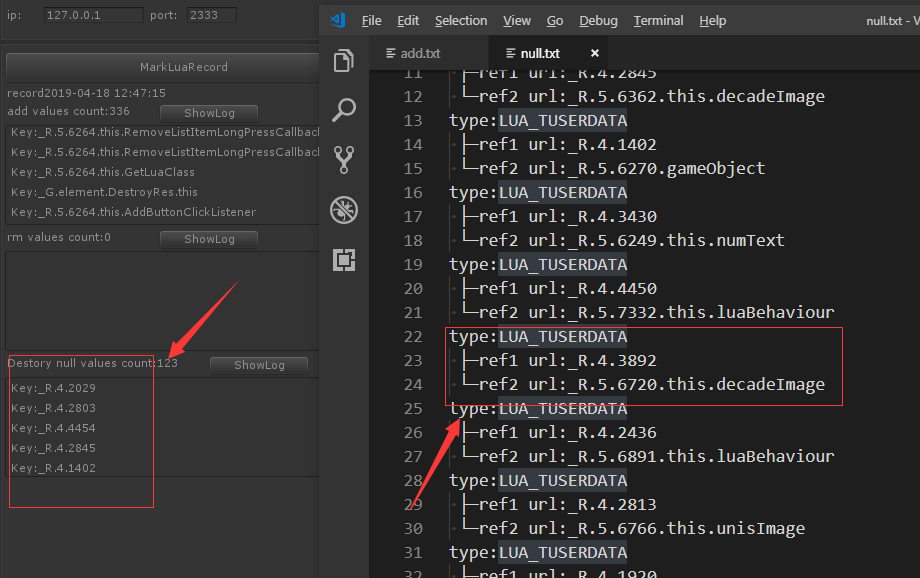 ip: 127.0.0.1 port: 2333
MarkLuaRecord
record2019-04-18 12:47:15
add values count:336 ShowLog
Key:_R.5.6264.this.RemoveListItemLongPressCallback
Key:_R.5.6264.this.RemoveListItemLongPressCallback
Key:_R.5.6264.this.GetLuaClass
Key:_G.element.DestroyRes.this
Key:_R.5.6264.this.AddButtonClickListener
rm values count:0 ShowLog
Destory null values count:123 ShowLog
Key:_R.4.2029
Key:_R.4.2803
Key:_R.4.4454
Key:_R.4.2845
Key:_R.4.1402
File Edit Selection View Go Debug Terminal Help null.txt - V
add.txt null.txt ×
11 ├─ref1 url:_R.4.2845
12 └─ref2 url:_R.5.6362.this.decadeImage
13 type:LUA_TUSERDATA
14 ├─ref1 url:_R.4.1402
15 └─ref2 url:_R.5.6270.gameObject
16 type:LUA_TUSERDATA
17 ├─ref1 url:_R.4.3430
18 └─ref2 url:_R.5.6249.this.numText
19 type:LUA_TUSERDATA
20 ├─ref1 url:_R.4.4450
21 └─ref2 url:_R.5.7332.this.luaBehaviour
22 type:LUA_TUSERDATA
23 ├─ref1 url:_R.4.3892
24 └─ref2 url:_R.5.6720.this.decadeImage
25 type:LUA_TUSERDATA
26 ├─ref1 url:_R.4.2436
27 └─ref2 url:_R.5.6891.this.luaBehaviour
28 type:LUA_TUSERDATA
29 ├─ref1 url:_R.4.2813
30 └─ref2 url:_R.5.6766.this.unisImage
31 type:LUA_TUSERDATA
32 ├─ref1 url:_R.4.1920